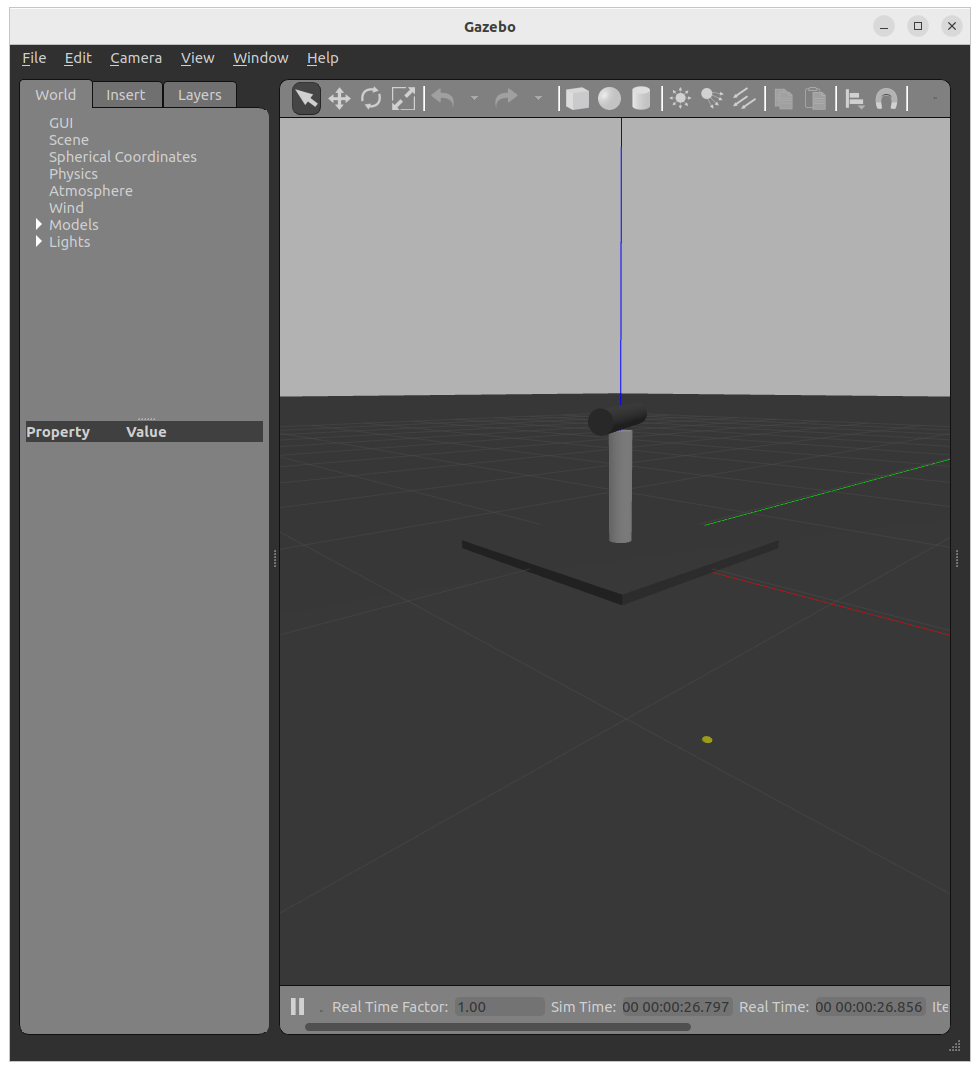 Gazebo
File Edit Camera View Window Help
World Insert Layers
GUI
Scene
Spherical Coordinates
Physics
Atmosphere
Wind
Models
Lights
Property Value
Real Time Factor: 1.00 Sim Time: 00 00:00:26.797 Real Time: 00 00:00:26.856 Ite